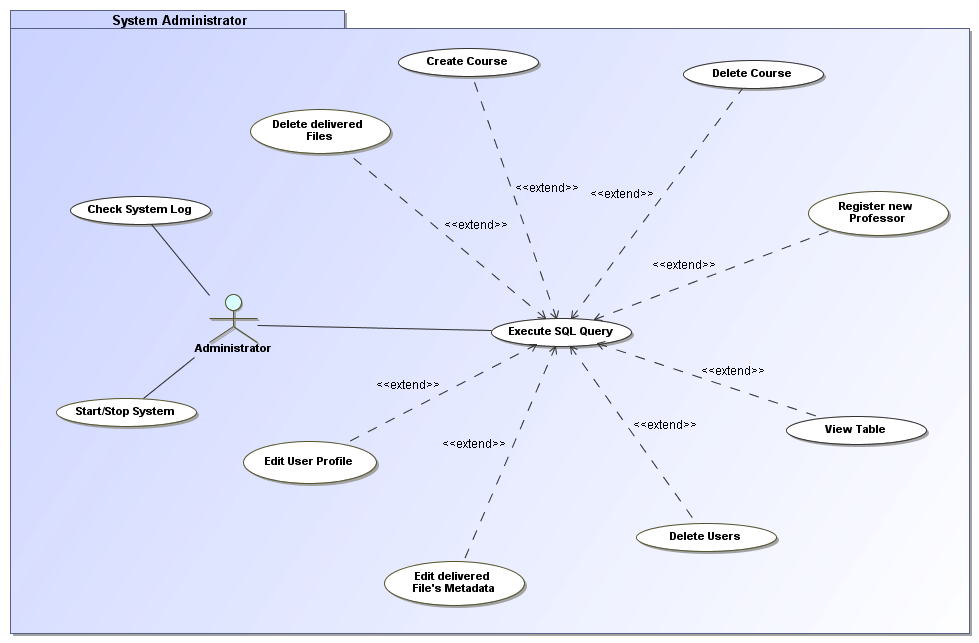 System Administrator
Create Course
Delete Course
Delete delivered
Files
<<extend>>
<<extend>>
Check System Log
Register new
Professor
<<extend>>
<<extend>>
Administrator
Execute SQL Query
<<extend>>
<<extend>>
Start/Stop System
<<extend>>
<<extend>>
View Table
Edit User Profile
Delete Users
Edit delivered
File's Metadata